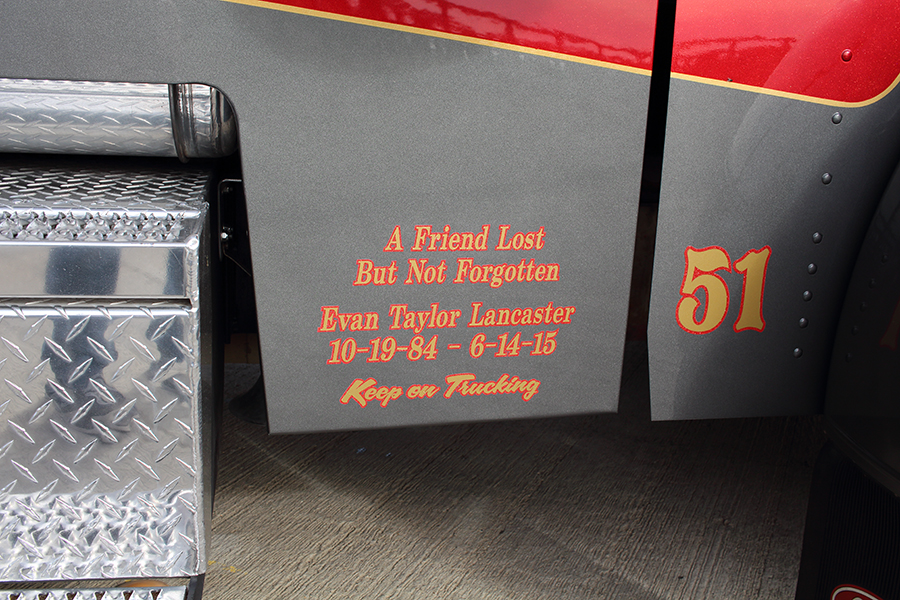 A Friend Lost
But Not Forgotten
Evan Taylor Lancaster
10-19-84 - 6-14-15
Keep on Trucking
51